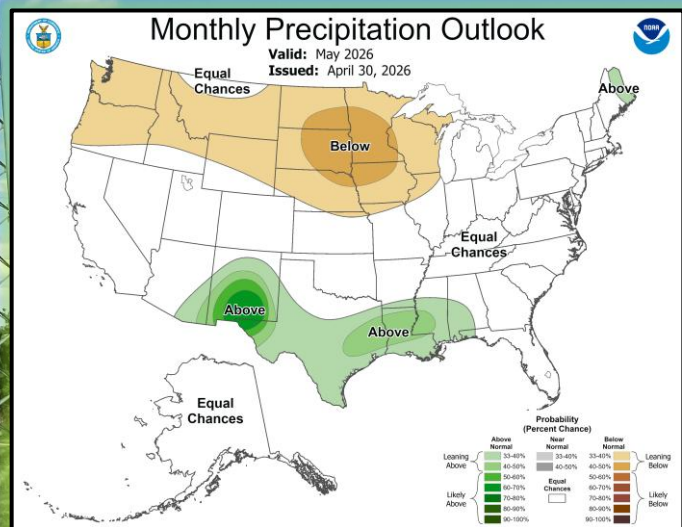 Monthly Precipitation Outlook
Valid: May 2026
Issued: April 30, 2026
NOAA
Equal
Chances
Above
Below
Equal
Chances
Above
Above
Equal
Chances
Probability
(Percent Chance)
Above
Normal
Near
Normal
Below
Normal
Leaning
Above
33-40%
33-40%
33-40%
Leaning
Below
40-50%
40-50%
40-50%
50-60%
Equal
Chances
50-60%
Likely
Above
60-70%
60-70%
Likely
Below
70-80%
70-80%
80-90%
80-90%
90-100%
90-100%